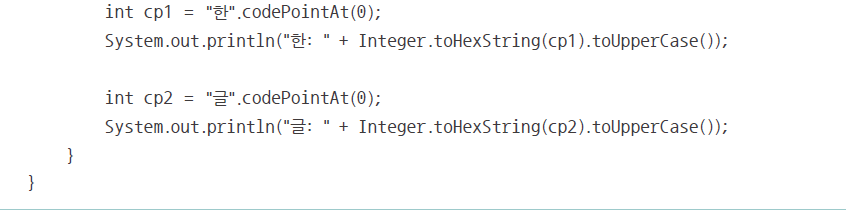 int cp1 = "한".codePointAt(0);
System.out.println("한: " + Integer.toHexString(cp1).toUpperCase());
int cp2 = "글".codePointAt(0);
System.out.println("글: " + Integer.toHexString(cp2).toUpperCase());
}
}